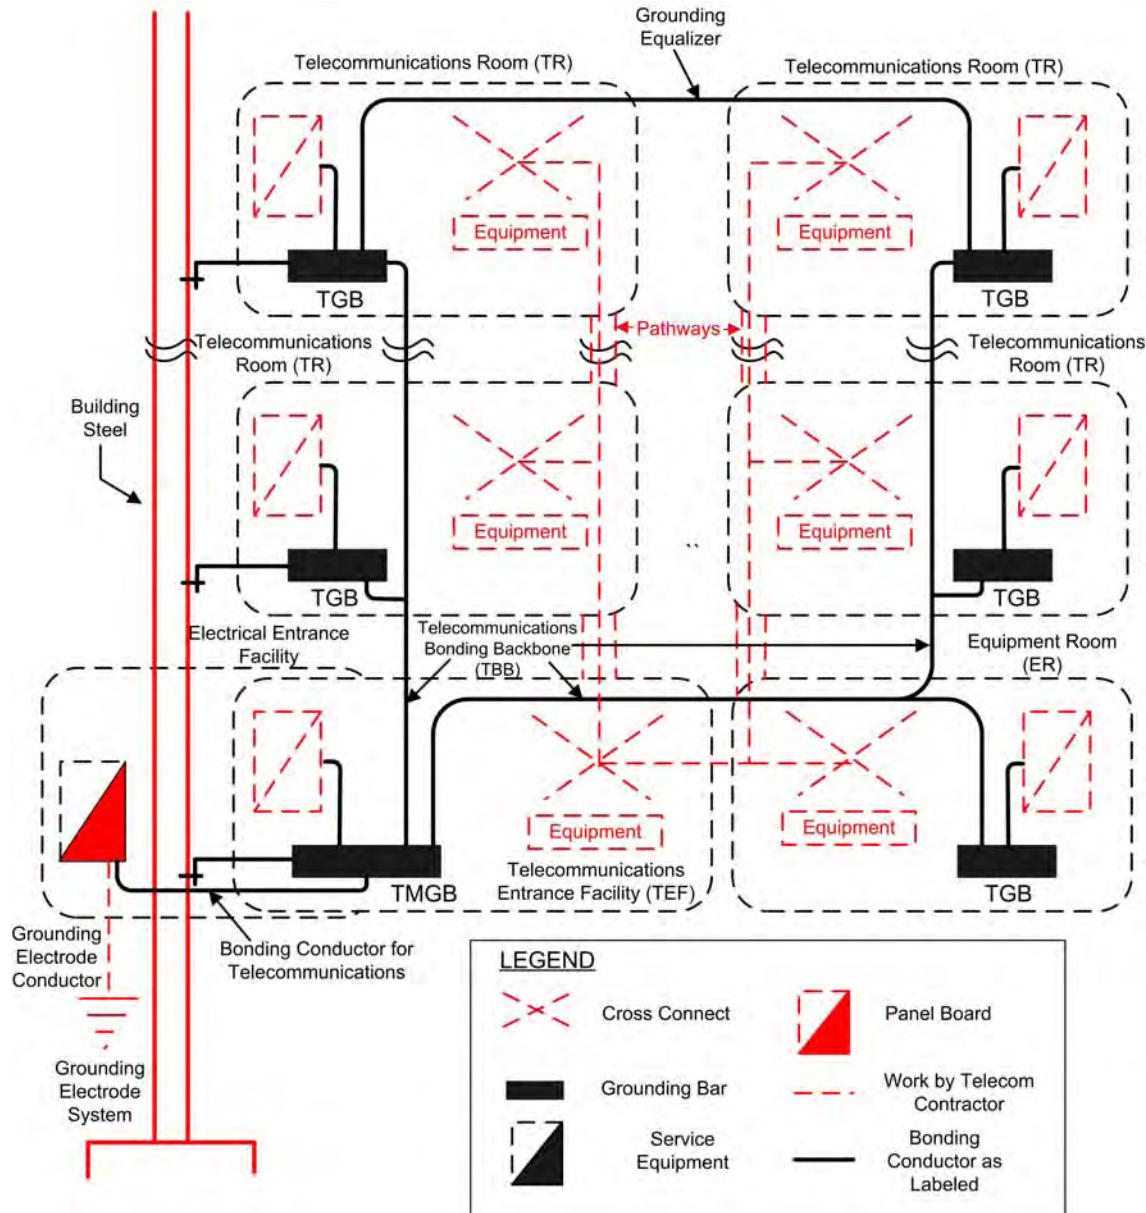 Grounding
Equalizer
Telecommunications Room (TR)
Telecommunications Room (TR)
Equipment
Equipment
TGB
TGB
Pathways
Telecommunications
Room (TR)
Telecommunications
Room (TR)
Building
Steel
Equipment
Equipment
TGB
TGB
Electrical Entrance
Facility
Telecommunications
Bonding Backbone
(TBB)
Equipment Room
(ER)
Equipment
Equipment
TMGB
Telecommunications
Entrance Facility (TEF)
TGB
Grounding
Electrode
Conductor
Bonding Conductor for
Telecommunications
Grounding
Electrode
System
LEGEND
Cross Connect
Panel Board
Grounding Bar
Work by Telecom
Contractor
Service
Equipment
Bonding
Conductor as
Labeled